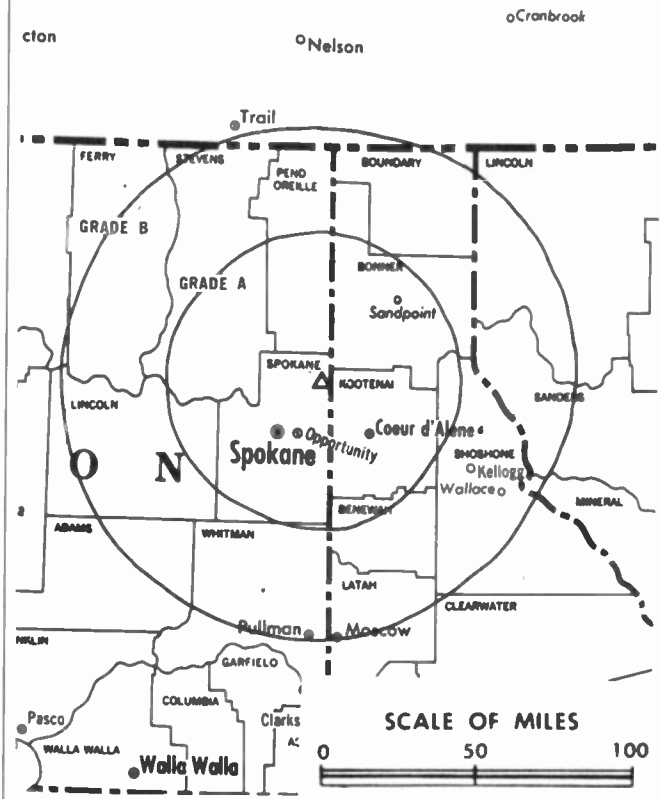 Cranbrook
cton
Nelson
Trail
FERRY
STEVENS
BOUNDARY
LINCOLN
PEND
OREILLE
GRADE B
GRADE A
BONNER
Sandpoint
SPOKANE
KOOTENAI
LINCOLN
SANDERS
Spokane
Opportunity
Coeur d'Alene
O N
SHOSHONE
Kellogg
Wallace
MINERAL
BENEWAH
ADAMS
WHITMAN
LATAH
CLEARWATER
NKLIN
Pullman
Moscow
GARFIELD
COLUMBIA
Pasco
Clarks
WALLA WALLA
Walla Walla
SCALE OF MILES
0 50 100